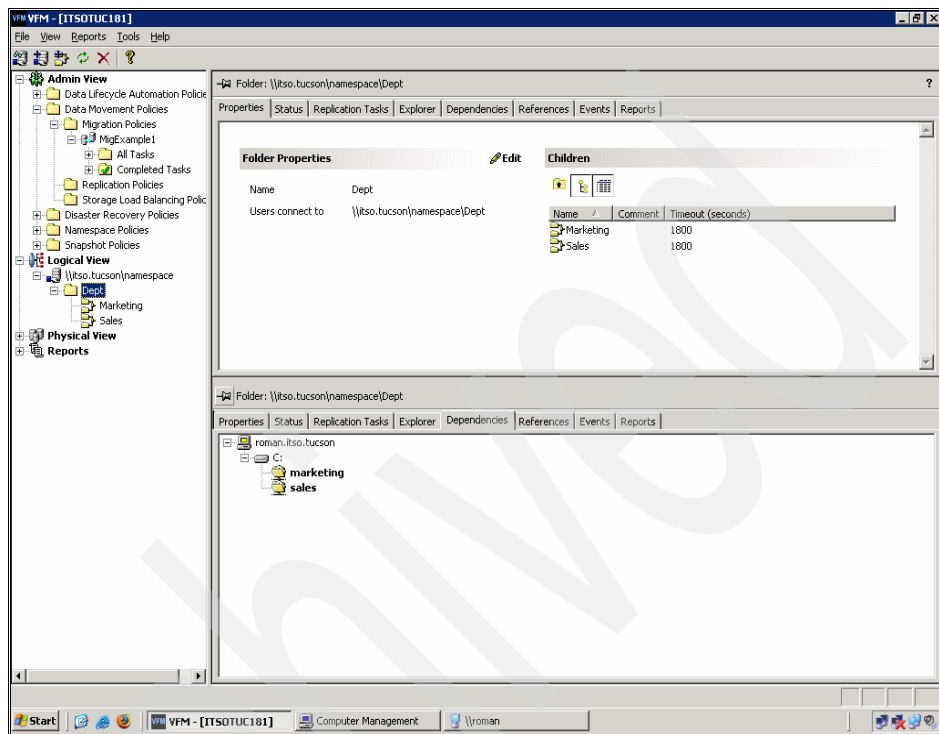 VFM VFM - [ITSOTUC181]
File View Reports Tools Help
Admin View
Data Lifecycle Automation Policie
Data Movement Policies
Migration Policies
MigExample1
All Tasks
Completed Tasks
Replication Policies
Storage Load Balancing Polic
Disaster Recovery Policies
Namespace Policies
Snapshot Policies
Logical View
\\itso.tucson\namespace
Dept
Marketing
Sales
Physical View
Reports
Folder: \\itso.tucson\namespace\Dept ?
Properties Status Replication Tasks Explorer Dependencies References Events Reports
Folder Properties Edit
Name Dept
Users connect to \\itso.tucson\namespace\Dept
Children
Name Comment Timeout (seconds)
Marketing 1800
Sales 1800
Folder: \\itso.tucson\namespace\Dept
Properties Status Replication Tasks Explorer Dependencies References Events Reports
roman.itso.tucson
C:
marketing
sales
hived
Start VFM VFM - [ITSOTUC181] Computer Management \\roman